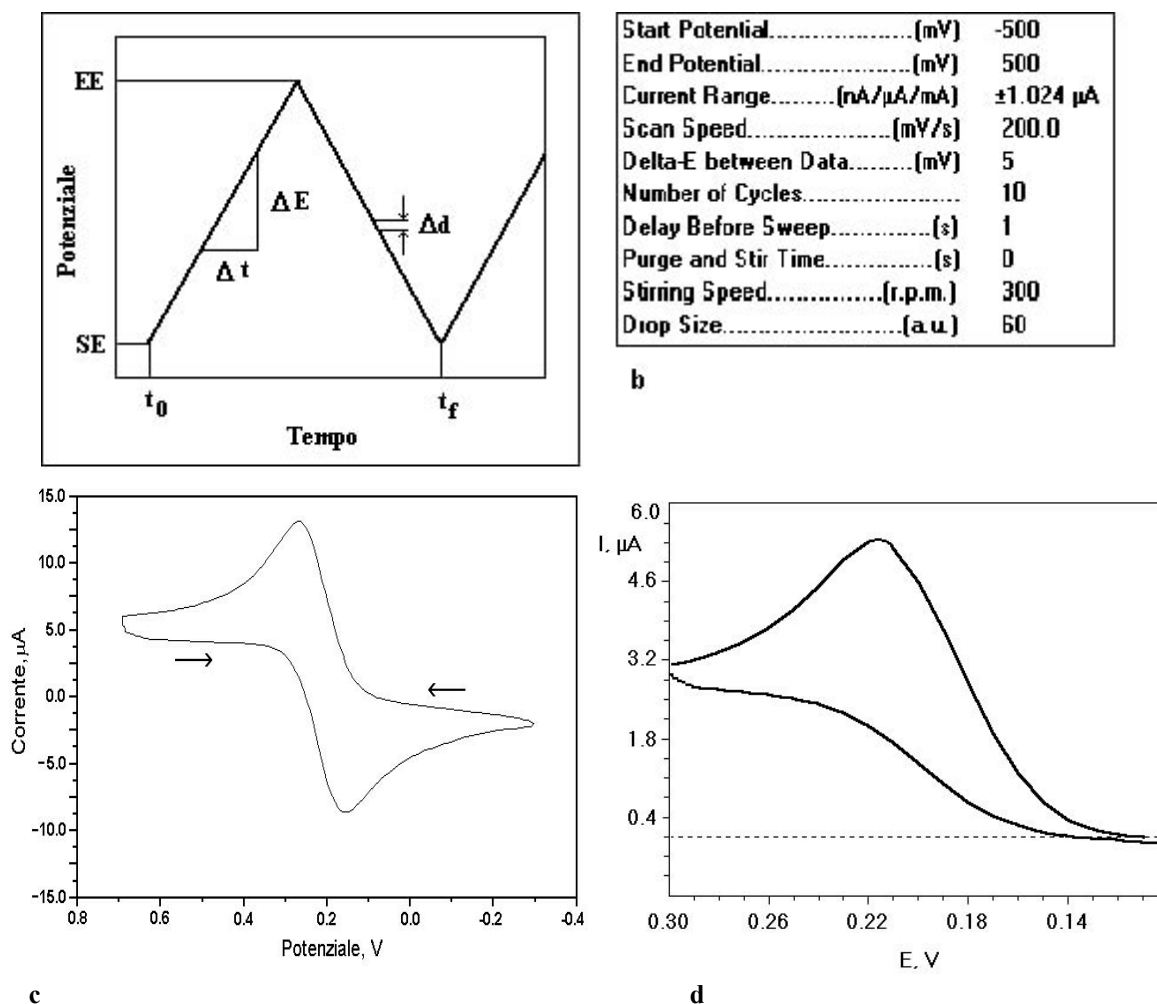 EE
Potenziale
Δ E
Δ t
Δd
SE
t0
tf
Tempo
Start Potential....................(mV) -500
End Potential......................(mV) 500
Current Range.........(nA/µA/mA) ±1.024 µA
Scan Speed......................(mV/s) 200.0
Delta-E between Data........(mV) 5
Number of Cycles..................... 10
Delay Before Sweep.............(s) 1
Purge and Stir Time..............(s) 0
Stirring Speed................(r.p.m.) 300
Drop Size..........................(a.u.) 60
b
15.0
10.0
5.0
0.0
-5.0
-10.0
-15.0
Corrente, µA
0.8 0.6 0.4 0.2 0.0 -0.2 -0.4
Potenziale, V
c
6.0
I, µA
4.6
3.2
1.8
0.4
0.30 0.26 0.22 0.18 0.14
E, V
d